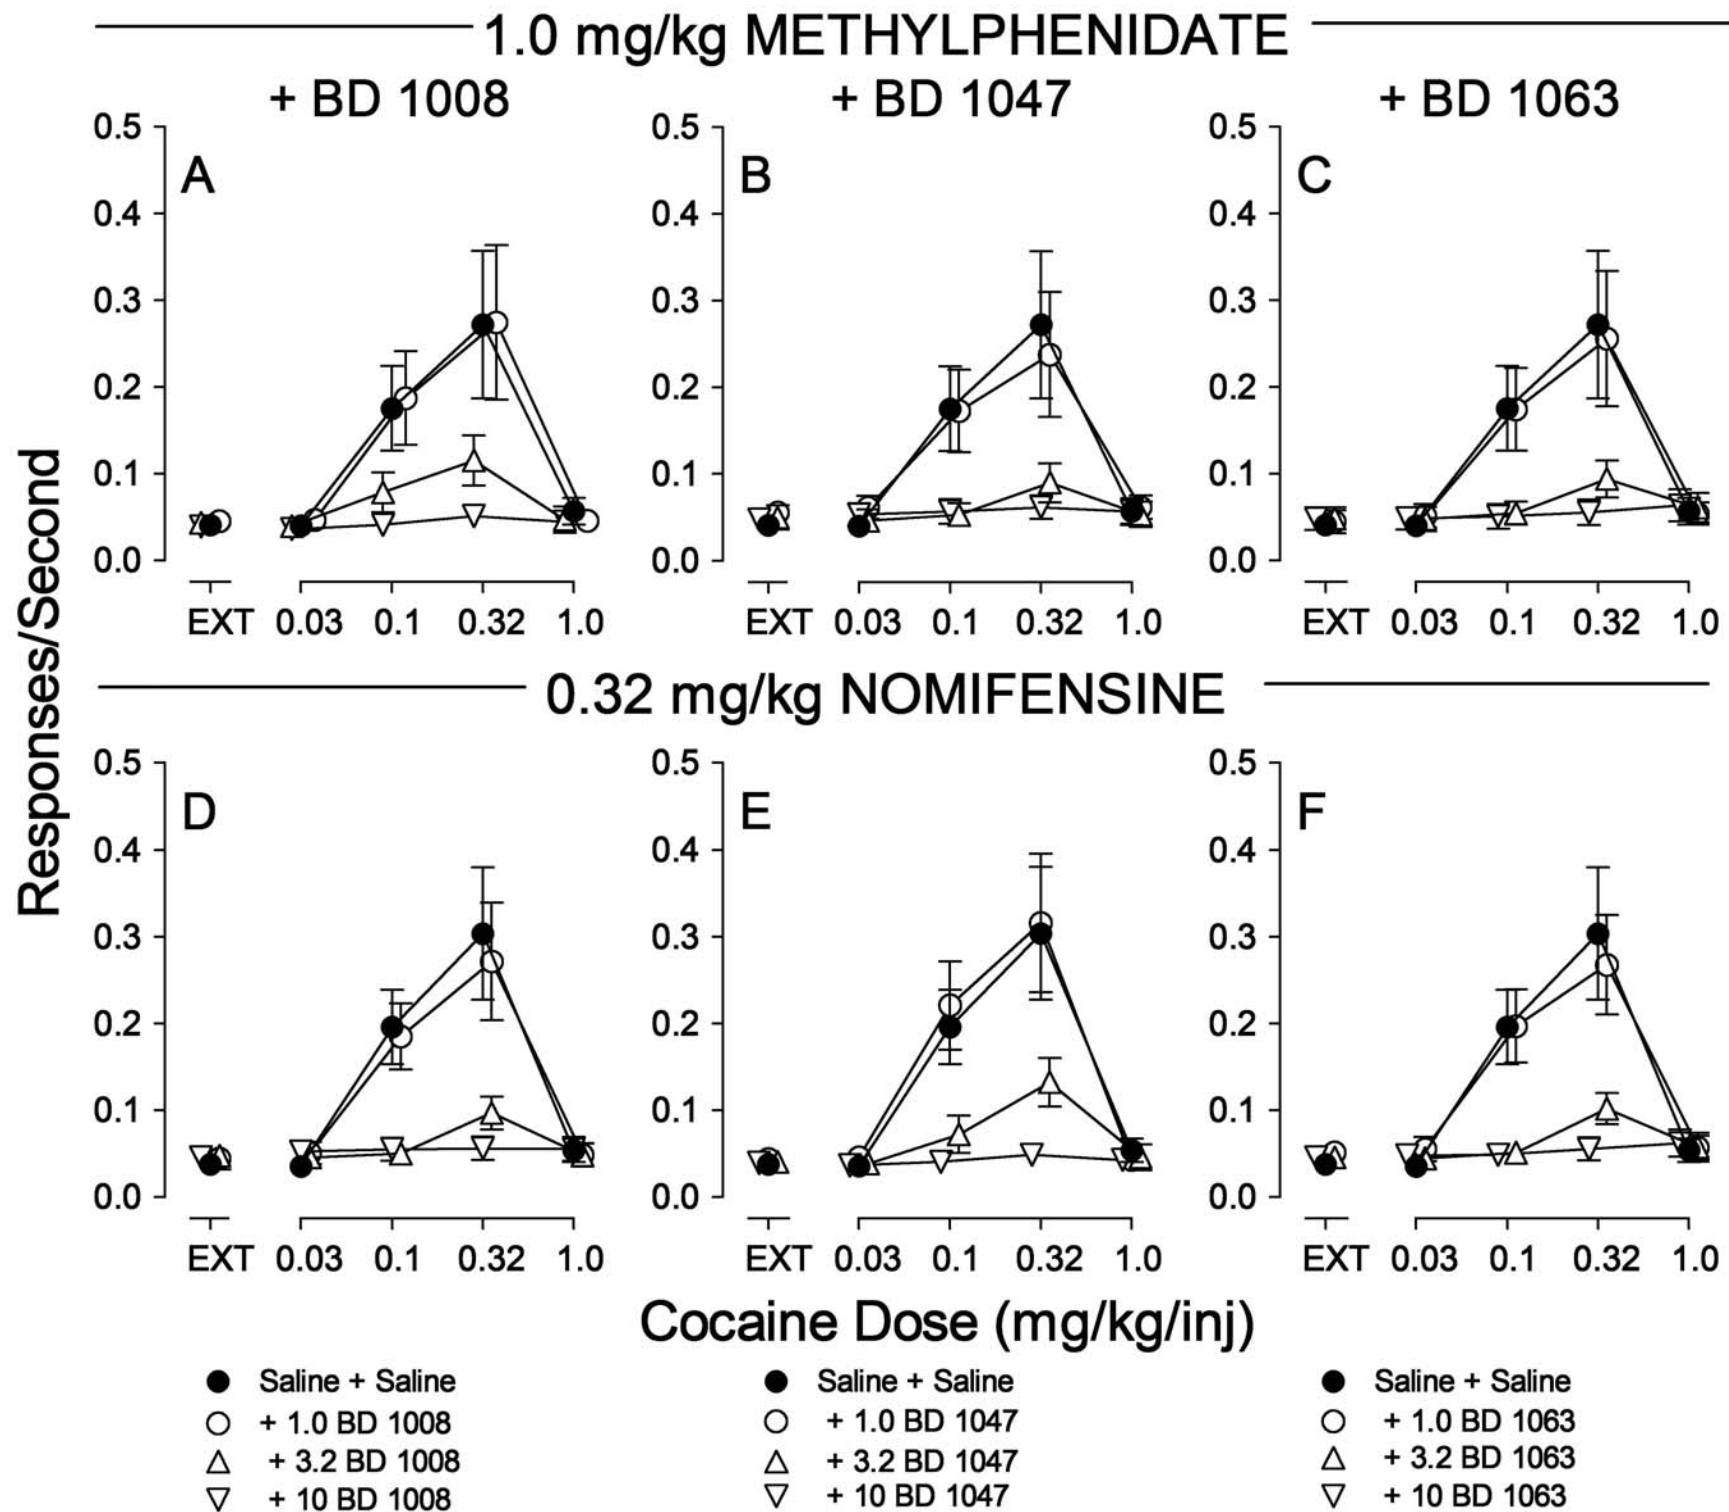 1.0 mg/kg METHYLPHENIDATE
+ BD 1008
+ BD 1047
+ BD 1063
A
0.5
0.4
0.3
0.2
0.1
0.0
EXT 0.03 0.1 0.32 1.0
B
0.5
0.4
0.3
0.2
0.1
0.0
EXT 0.03 0.1 0.32 1.0
C
0.5
0.4
0.3
0.2
0.1
0.0
EXT 0.03 0.1 0.32 1.0
Responses/Second
0.32 mg/kg NOMIFENSINE
D
0.5
0.4
0.3
0.2
0.1
0.0
EXT 0.03 0.1 0.32 1.0
E
0.5
0.4
0.3
0.2
0.1
0.0
EXT 0.03 0.1 0.32 1.0
F
0.5
0.4
0.3
0.2
0.1
0.0
EXT 0.03 0.1 0.32 1.0
Cocaine Dose (mg/kg/inj)
Saline + Saline
+ 1.0 BD 1008
+ 3.2 BD 1008
+ 10 BD 1008
Saline + Saline
+ 1.0 BD 1047
+ 3.2 BD 1047
+ 10 BD 1047
Saline + Saline
+ 1.0 BD 1063
+ 3.2 BD 1063
+ 10 BD 1063